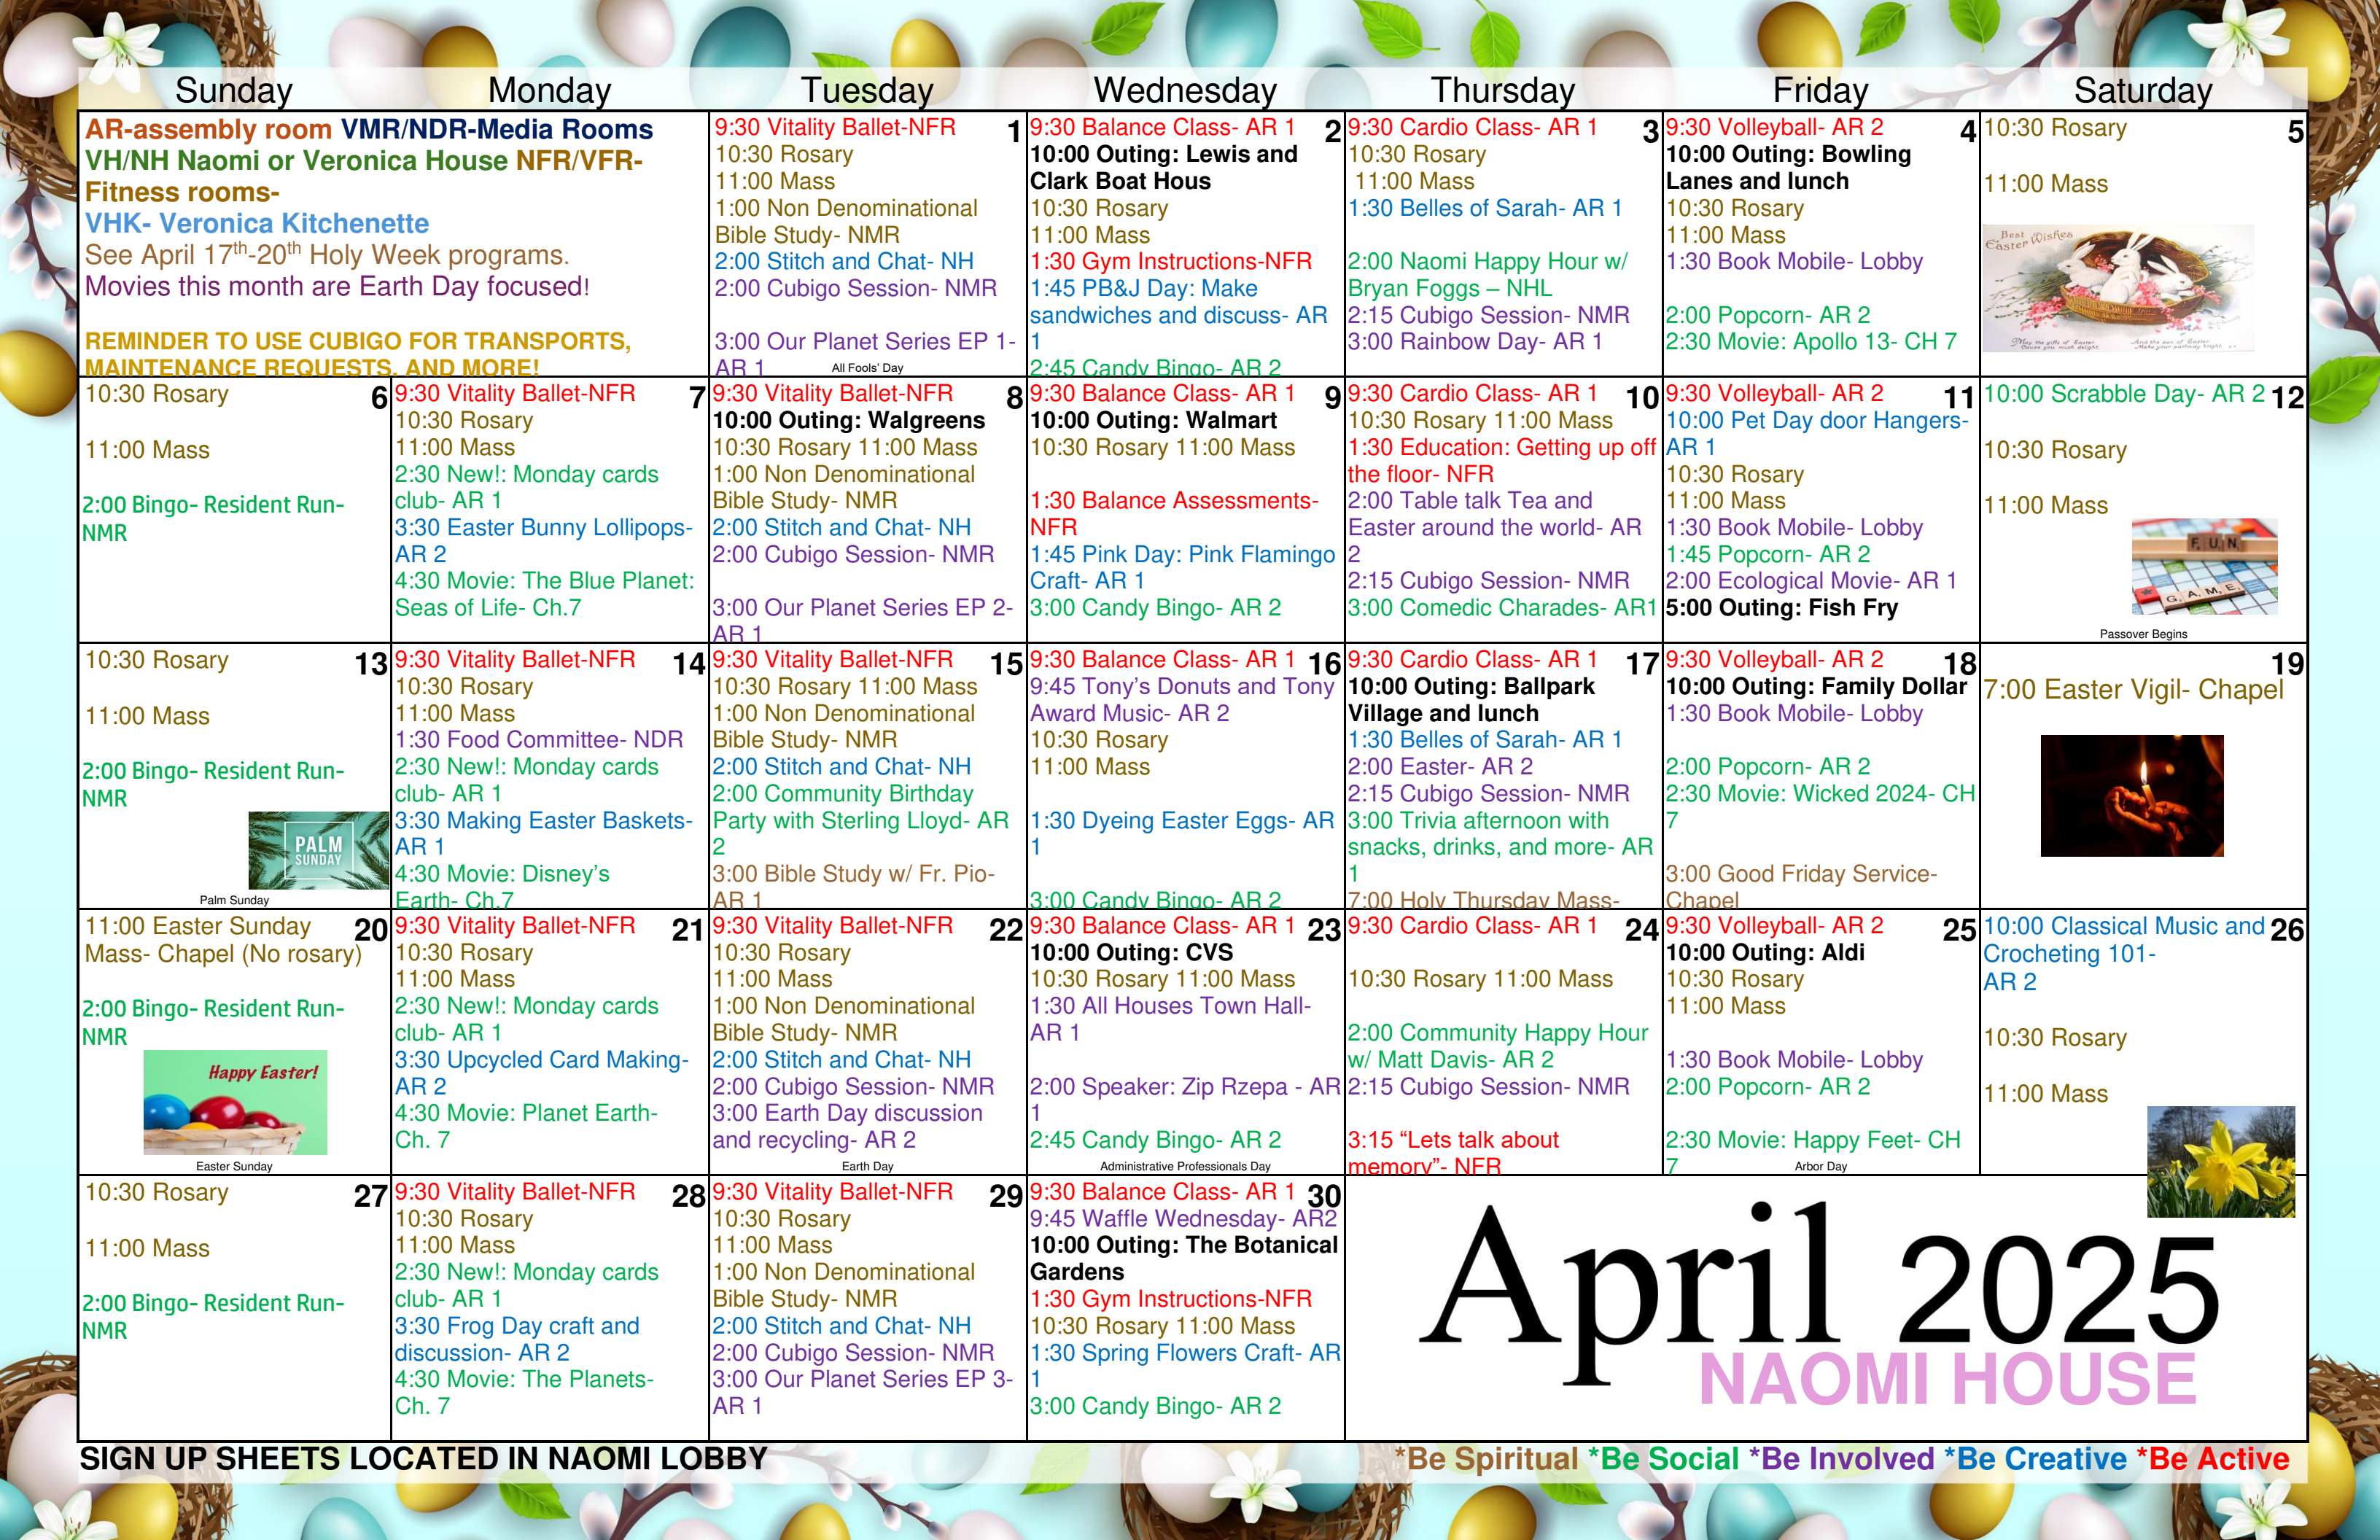 Sunday Monday Tuesday Wednesday Thursday Friday Saturday
AR-assembly room VMR/NDR-Media Rooms
VH/NH Naomi or Veronica House NFR/VFR-
Fitness rooms-
VHK- Veronica Kitchenette
See April 17th-20th Holy Week programs.
Movies this month are Earth Day focused!
REMINDER TO USE CUBIGO FOR TRANSPORTS,
MAINTENANCE REQUESTS, AND MORE!
1
9:30 Vitality Ballet-NFR
10:30 Rosary
11:00 Mass
1:00 Non Denominational
Bible Study- NMR
2:00 Stitch and Chat- NH
2:00 Cubigo Session- NMR
3:00 Our Planet Series EP 1-
AR 1
All Fools' Day
2
9:30 Balance Class- AR 1
10:00 Outing: Lewis and
Clark Boat Hous
10:30 Rosary
11:00 Mass
1:30 Gym Instructions-NFR
1:45 PB&J Day: Make
sandwiches and discuss- AR
1
2:45 Candy Bingo- AR 2
3
9:30 Cardio Class- AR 1
10:30 Rosary
11:00 Mass
1:30 Belles of Sarah- AR 1
2:00 Naomi Happy Hour w/
Bryan Foggs – NHL
2:15 Cubigo Session- NMR
3:00 Rainbow Day- AR 1
4
9:30 Volleyball- AR 2
10:00 Outing: Bowling
Lanes and lunch
10:30 Rosary
11:00 Mass
1:30 Book Mobile- Lobby
2:00 Popcorn- AR 2
2:30 Movie: Apollo 13- CH 7
5
10:30 Rosary
11:00 Mass
Best
Easter Wishes
6
10:30 Rosary
11:00 Mass
2:00 Bingo- Resident Run-
NMR
7
9:30 Vitality Ballet-NFR
10:30 Rosary
11:00 Mass
2:30 New!: Monday cards
club- AR 1
3:30 Easter Bunny Lollipops-
AR 2
4:30 Movie: The Blue Planet:
Seas of Life- Ch.7
8
9:30 Vitality Ballet-NFR
10:00 Outing: Walgreens
10:30 Rosary 11:00 Mass
1:00 Non Denominational
Bible Study- NMR
2:00 Stitch and Chat- NH
2:00 Cubigo Session- NMR
3:00 Our Planet Series EP 2-
AR 1
9
9:30 Balance Class- AR 1
10:00 Outing: Walmart
10:30 Rosary 11:00 Mass
1:30 Balance Assessments-
NFR
1:45 Pink Day: Pink Flamingo
Craft- AR 1
3:00 Candy Bingo- AR 2
10
9:30 Cardio Class- AR 1
10:30 Rosary 11:00 Mass
1:30 Education: Getting up off
the floor- NFR
2:00 Table talk Tea and
Easter around the world- AR
2
2:15 Cubigo Session- NMR
3:00 Comedic Charades- AR1
11
9:30 Volleyball- AR 2
10:00 Pet Day door Hangers-
AR 1
10:30 Rosary
11:00 Mass
1:30 Book Mobile- Lobby
1:45 Popcorn- AR 2
2:00 Ecological Movie- AR 1
5:00 Outing: Fish Fry
12
10:00 Scrabble Day- AR 2
10:30 Rosary
11:00 Mass
FUN
GAME
Passover Begins
13
10:30 Rosary
11:00 Mass
2:00 Bingo- Resident Run-
NMR
PALM
SUNDAY
Palm Sunday
14
9:30 Vitality Ballet-NFR
10:30 Rosary
11:00 Mass
1:30 Food Committee- NDR
2:30 New!: Monday cards
club- AR 1
3:30 Making Easter Baskets-
AR 1
4:30 Movie: Disney's
Earth- Ch.7
15
9:30 Vitality Ballet-NFR
10:30 Rosary 11:00 Mass
1:00 Non Denominational
Bible Study- NMR
2:00 Stitch and Chat- NH
2:00 Community Birthday
Party with Sterling Lloyd- AR
2
3:00 Bible Study w/ Fr. Pio-
AR 1
16
9:30 Balance Class- AR 1
9:45 Tony's Donuts and Tony
Award Music- AR 2
10:30 Rosary
11:00 Mass
1:30 Dyeing Easter Eggs- AR
1
3:00 Candy Bingo- AR 2
17
9:30 Cardio Class- AR 1
10:00 Outing: Ballpark
Village and lunch
1:30 Belles of Sarah- AR 1
2:00 Easter- AR 2
2:15 Cubigo Session- NMR
3:00 Trivia afternoon with
snacks, drinks, and more- AR
1
7:00 Holy Thursday Mass-
18
9:30 Volleyball- AR 2
10:00 Outing: Family Dollar
1:30 Book Mobile- Lobby
2:00 Popcorn- AR 2
2:30 Movie: Wicked 2024- CH
7
3:00 Good Friday Service-
Chapel
19
7:00 Easter Vigil- Chapel
20
11:00 Easter Sunday
Mass- Chapel (No rosary)
2:00 Bingo- Resident Run-
NMR
Happy Easter!
Easter Sunday
21
9:30 Vitality Ballet-NFR
10:30 Rosary
11:00 Mass
2:30 New!: Monday cards
club- AR 1
3:30 Upcycled Card Making-
AR 2
4:30 Movie: Planet Earth-
Ch. 7
22
9:30 Vitality Ballet-NFR
10:30 Rosary
11:00 Mass
1:00 Non Denominational
Bible Study- NMR
2:00 Stitch and Chat- NH
2:00 Cubigo Session- NMR
3:00 Earth Day discussion
and recycling- AR 2
Earth Day
23
9:30 Balance Class- AR 1
10:00 Outing: CVS
10:30 Rosary 11:00 Mass
1:30 All Houses Town Hall-
AR 1
2:00 Speaker: Zip Rzepa - AR
1
2:45 Candy Bingo- AR 2
Administrative Professionals Day
24
9:30 Cardio Class- AR 1
10:30 Rosary 11:00 Mass
2:00 Community Happy Hour
w/ Matt Davis- AR 2
2:15 Cubigo Session- NMR
3:15 “Lets talk about
memory”- NFR
25
9:30 Volleyball- AR 2
10:00 Outing: Aldi
10:30 Rosary
11:00 Mass
1:30 Book Mobile- Lobby
2:00 Popcorn- AR 2
2:30 Movie: Happy Feet- CH
7
Arbor Day
26
10:00 Classical Music and
Crocheting 101-
AR 2
10:30 Rosary
11:00 Mass
27
10:30 Rosary
11:00 Mass
2:00 Bingo- Resident Run-
NMR
28
9:30 Vitality Ballet-NFR
10:30 Rosary
11:00 Mass
2:30 New!: Monday cards
club- AR 1
3:30 Frog Day craft and
discussion- AR 2
4:30 Movie: The Planets-
Ch. 7
29
9:30 Vitality Ballet-NFR
10:30 Rosary
11:00 Mass
1:00 Non Denominational
Bible Study- NMR
2:00 Stitch and Chat- NH
2:00 Cubigo Session- NMR
3:00 Our Planet Series EP 3-
AR 1
30
9:30 Balance Class- AR 1
9:45 Waffle Wednesday- AR2
10:00 Outing: The Botanical
Gardens
1:30 Gym Instructions-NFR
10:30 Rosary 11:00 Mass
1:30 Spring Flowers Craft- AR
1
3:00 Candy Bingo- AR 2
April 2025
NAOMI HOUSE
SIGN UP SHEETS LOCATED IN NAOMI LOBBY
*Be Spiritual *Be Social *Be Involved *Be Creative *Be Active